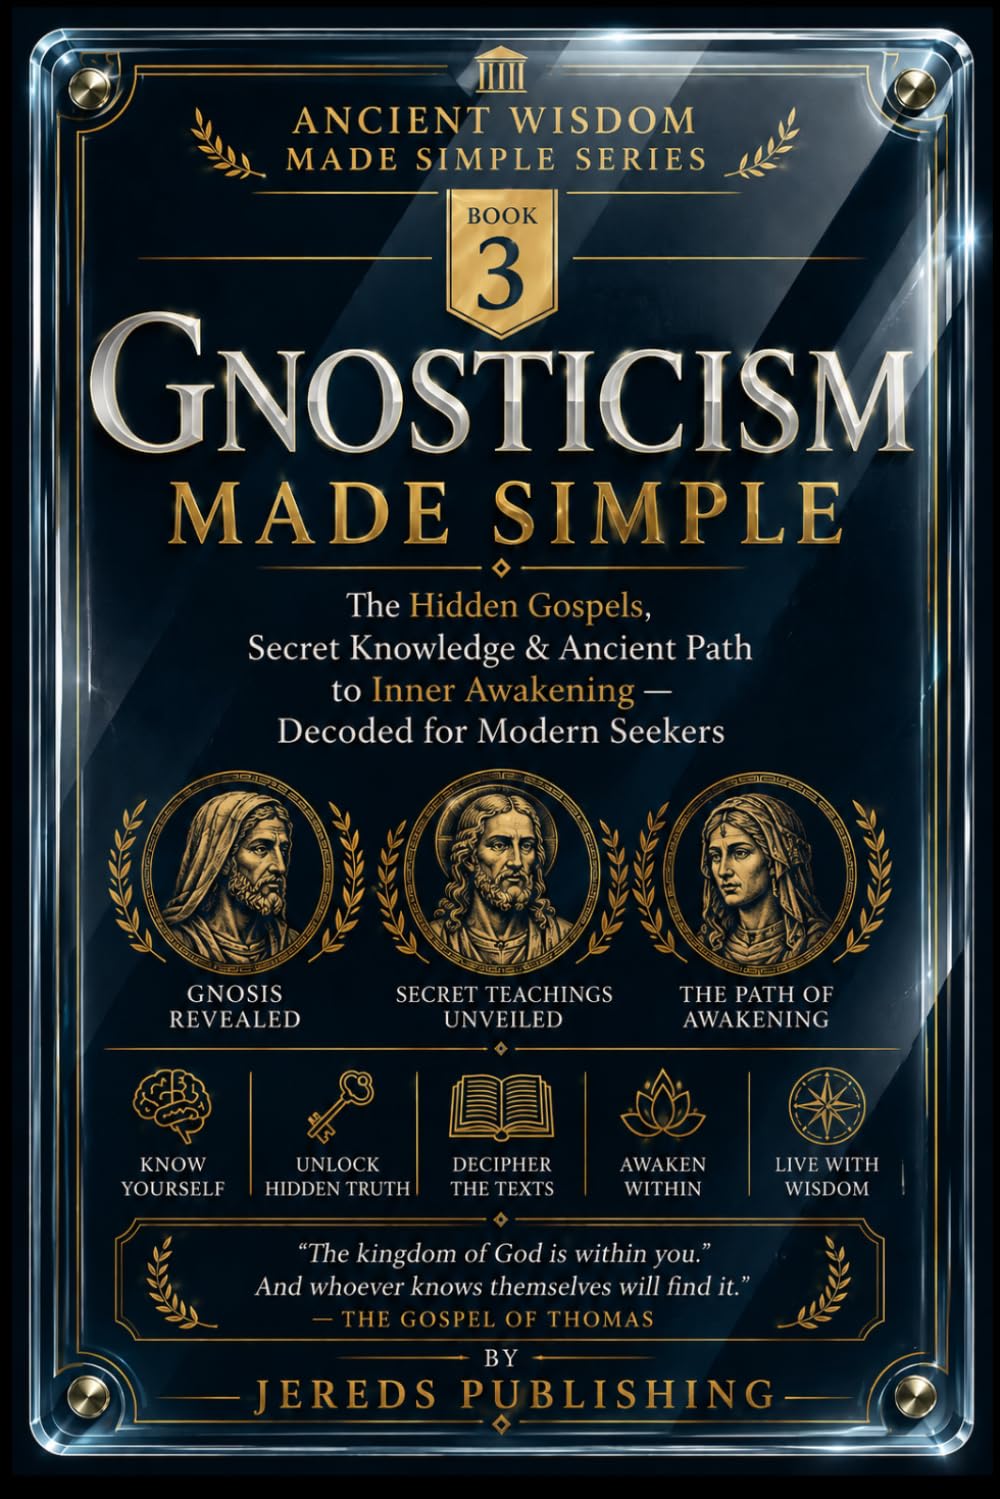 ANCIENT WISDOM
MADE SIMPLE SERIES
BOOK
3
GNOSTICISM
MADE SIMPLE
The Hidden Gospels,
Secret Knowledge & Ancient Path
to Inner Awakening —
Decoded for Modern Seekers
GNOSIS
REVEALED
SECRET TEACHINGS
UNVEILED
THE PATH OF
AWAKENING
KNOW
YOURSELF
UNLOCK
HIDDEN TRUTH
DECIPHER
THE TEXTS
AWAKEN
WITHIN
LIVE WITH
WISDOM
“The kingdom of God is within you.”
And whoever knows themselves will find it.”
— THE GOSPEL OF THOMAS
BY
JEREDS PUBLISHING